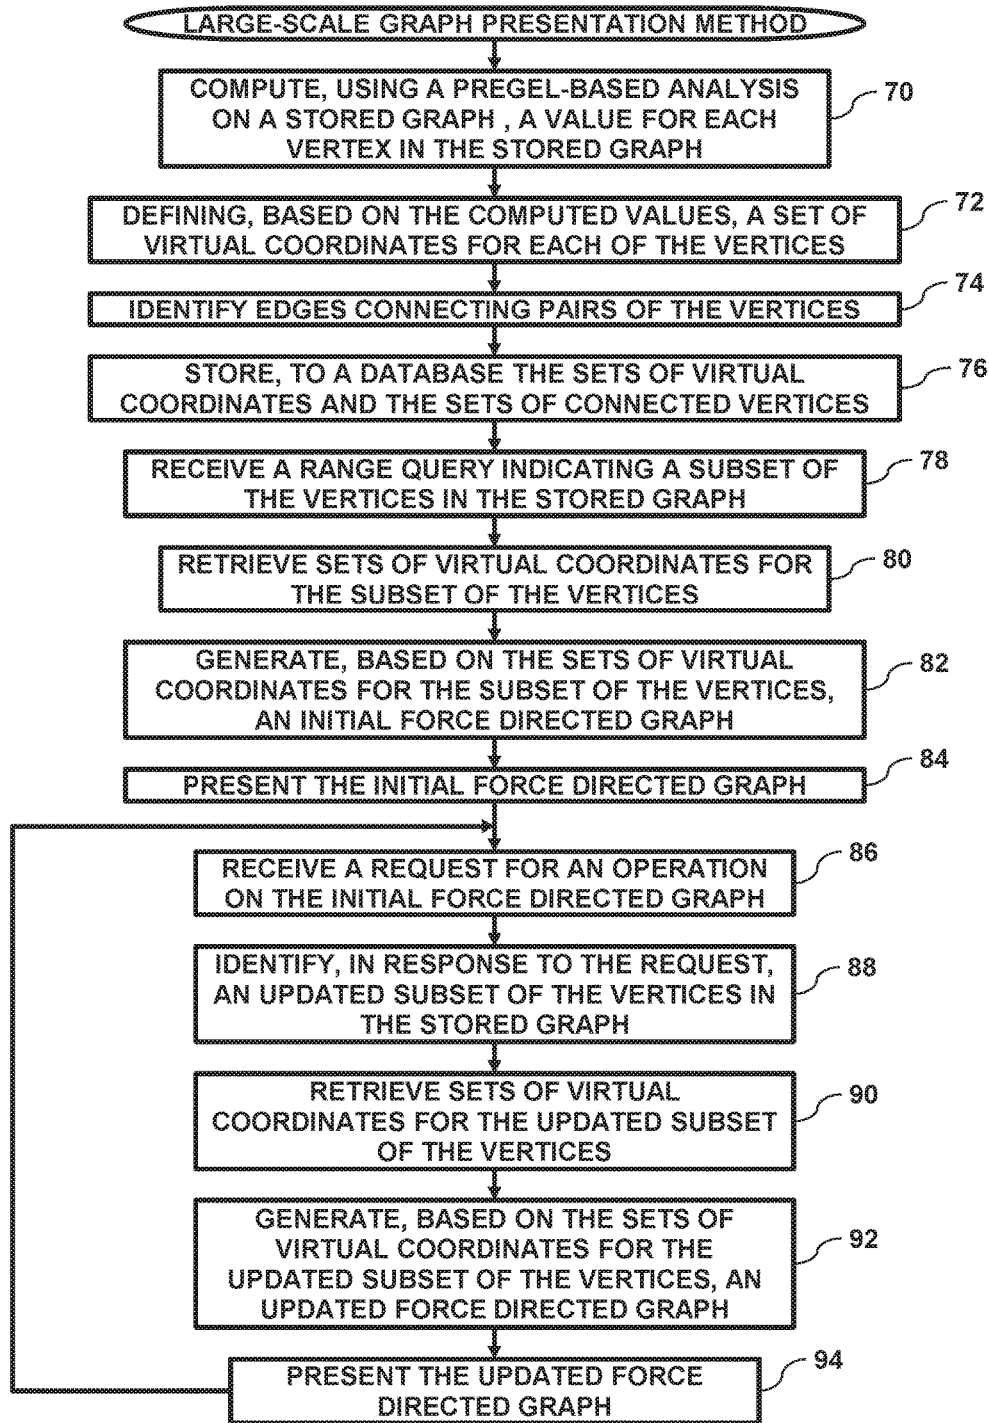 LARGE-SCALE GRAPH PRESENTATION METHOD
COMPUTE, USING A PREGEL-BASED ANALYSIS
ON A STORED GRAPH , A VALUE FOR EACH
VERTEX IN THE STORED GRAPH
70
DEFINING, BASED ON THE COMPUTED VALUES, A SET OF
VIRTUAL COORDINATES FOR EACH OF THE VERTICES
72
IDENTIFY EDGES CONNECTING PAIRS OF THE VERTICES
74
STORE, TO A DATABASE THE SETS OF VIRTUAL
COORDINATES AND THE SETS OF CONNECTED VERTICES
76
RECEIVE A RANGE QUERY INDICATING A SUBSET OF
THE VERTICES IN THE STORED GRAPH
78
RETRIEVE SETS OF VIRTUAL COORDINATES FOR
THE SUBSET OF THE VERTICES
80
GENERATE, BASED ON THE SETS OF VIRTUAL
COORDINATES FOR THE SUBSET OF THE VERTICES,
AN INITIAL FORCE DIRECTED GRAPH
82
PRESENT THE INITIAL FORCE DIRECTED GRAPH
84
RECEIVE A REQUEST FOR AN OPERATION
ON THE INITIAL FORCE DIRECTED GRAPH
86
IDENTIFY, IN RESPONSE TO THE REQUEST,
AN UPDATED SUBSET OF THE VERTICES IN
THE STORED GRAPH
88
RETRIEVE SETS OF VIRTUAL
COORDINATES FOR THE UPDATED SUBSET
OF THE VERTICES
90
GENERATE, BASED ON THE SETS OF
VIRTUAL COORDINATES FOR THE
UPDATED SUBSET OF THE VERTICES, AN
UPDATED FORCE DIRECTED GRAPH
92
PRESENT THE UPDATED FORCE
DIRECTED GRAPH
94